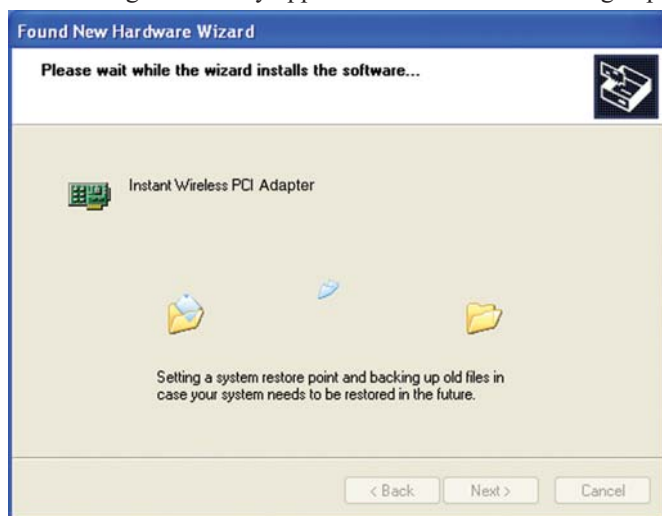 Found New Hardware Wizard
Please wait while the wizard installs the software...
Instant Wireless PCI Adapter
Setting a system restore point and backing up old files in
case your system needs to be restored in the future.
< Back Next > Cancel